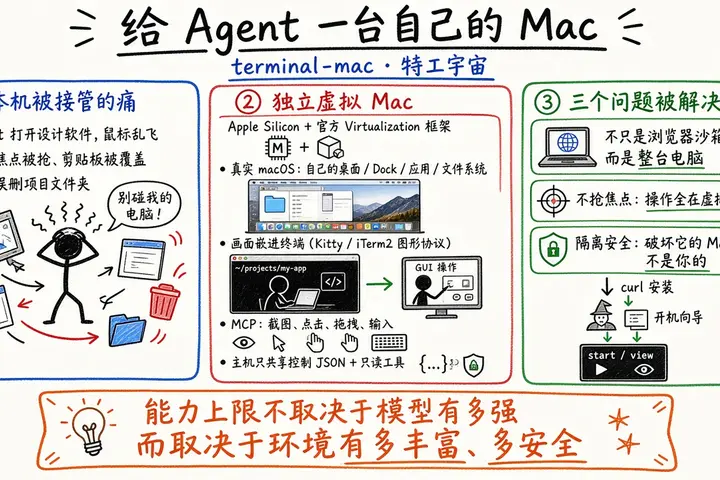 给 Agent 一台自己的 Mac
terminal-mac · 特工宇宙
本机被接管的痛
打开设计软件，鼠标乱飞
焦点被抢、剪贴板被覆盖
误删项目文件夹
别碰我的
电脑！
② 独立虚拟 Mac
Apple Silicon + 官方 Virtualization 框架
M
• 真实 macOS：自己的桌面 / Dock / 应用 / 文件系统
• 画面嵌进终端 (Kitty / iTerm2 图形协议)
~/projects/my-app
</>
GUI 操作
• MCP：截图、点击、拖拽、输入
• 主机只共享控制 JSON + 只读工具
{...}
③ 三个问题被解决
不只是浏览器沙箱
而是整台电脑
不抢焦点：操作全在虚拟
隔离安全：破坏它的 Mac
不是你的
curl 安装
开机向导
start / view
能力上限不取决于模型有多强
而取决于环境有多丰富、多安全